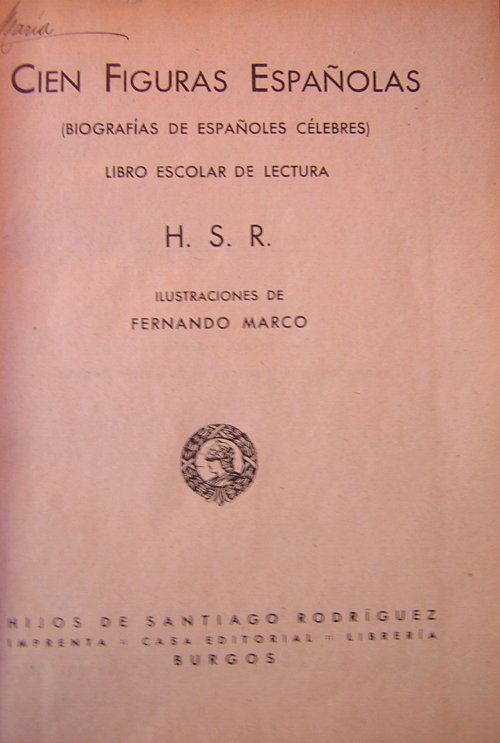 María
CIEN FIGURAS ESPAÑOLAS
(BIOGRAFÍAS DE ESPAÑOLES CÉLEBRES)
LIBRO ESCOLAR DE LECTURA
H. S. R.
ILUSTRACIONES DE
FERNANDO MARCO
HIJOS DE SANTIAGO RODRÍGUEZ
IMPRENTA = CASA EDITORIAL = LIBRERÍA
BURGOS